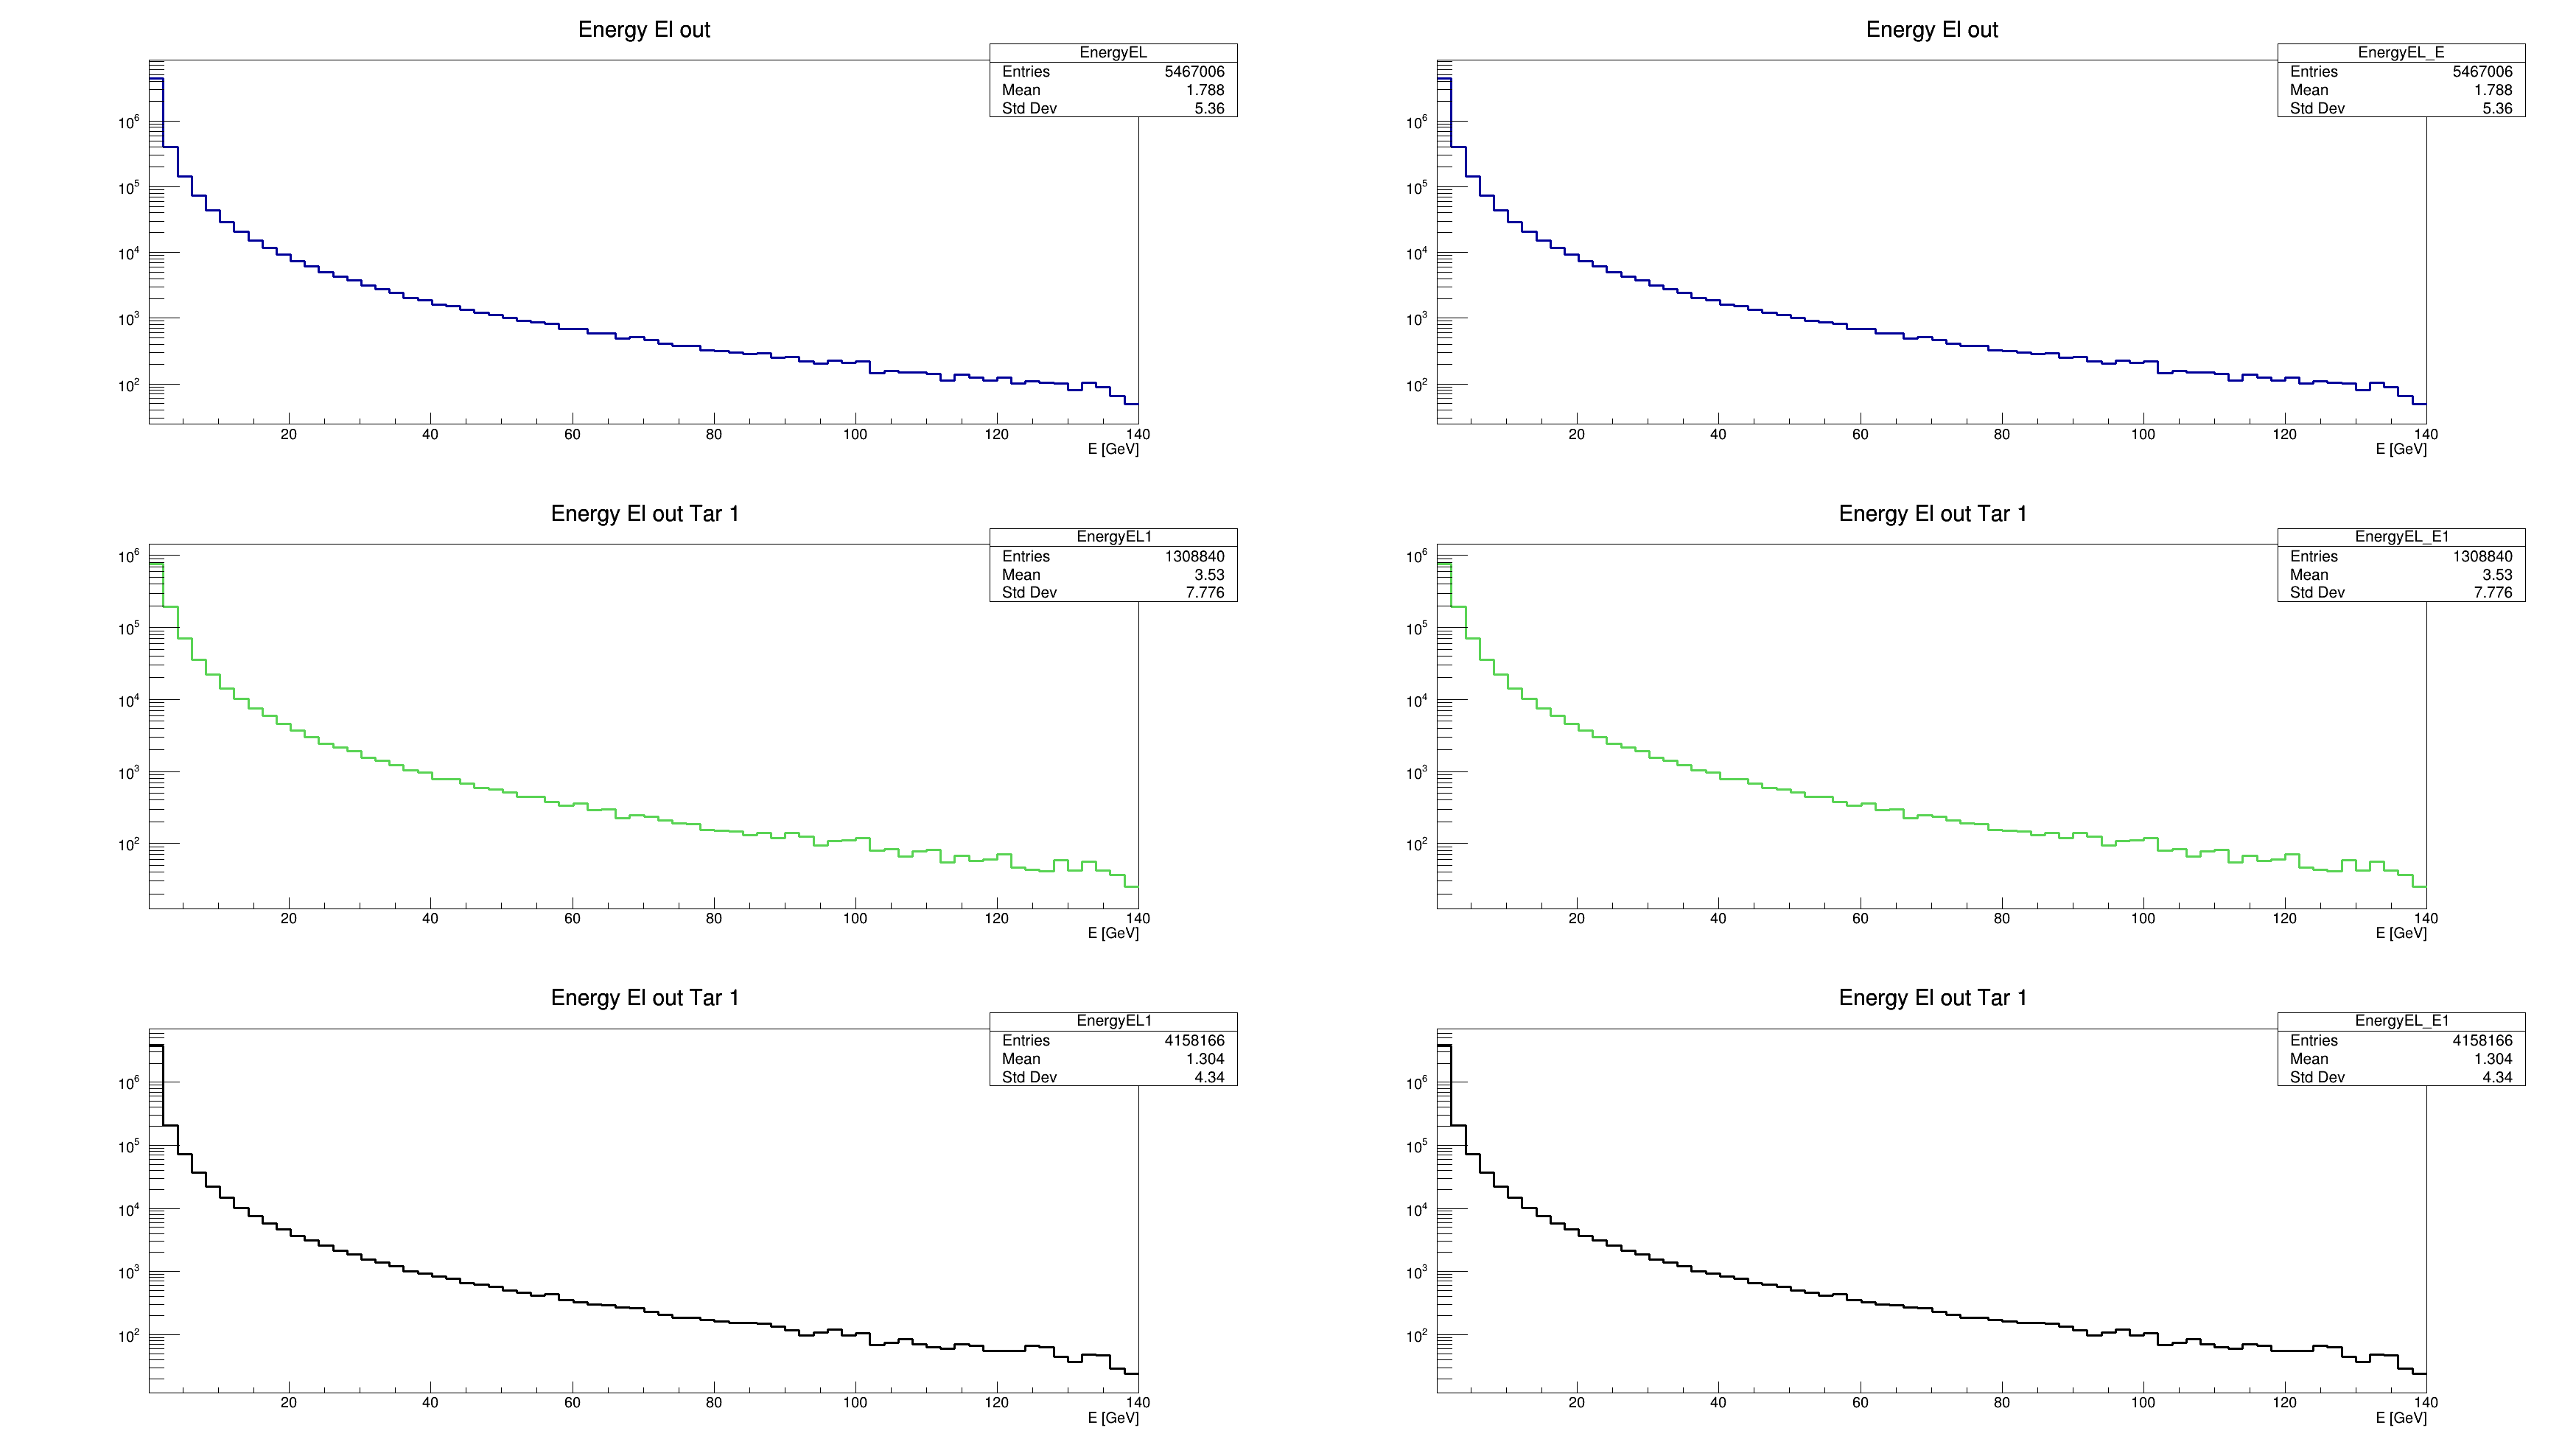 Energy El out
EnergyEL
Entries 5467006
Mean 1.788
Std Dev 5.36
10^6
10^5
10^4
10^3
10^2
20 40 60 80 100 120 140
E [GeV]
Energy El out
EnergyEL_E
Entries 5467006
Mean 1.788
Std Dev 5.36
10^6
10^5
10^4
10^3
10^2
20 40 60 80 100 120 140
E [GeV]
Energy El out Tar 1
EnergyEL1
Entries 1308840
Mean 3.53
Std Dev 7.776
10^6
10^5
10^4
10^3
10^2
20 40 60 80 100 120 140
E [GeV]
Energy El out Tar 1
EnergyEL_E1
Entries 1308840
Mean 3.53
Std Dev 7.776
10^6
10^5
10^4
10^3
10^2
20 40 60 80 100 120 140
E [GeV]
Energy El out Tar 1
EnergyEL1
Entries 4158166
Mean 1.304
Std Dev 4.34
10^6
10^5
10^4
10^3
10^2
20 40 60 80 100 120 140
E [GeV]
Energy El out Tar 1
EnergyEL_E1
Entries 4158166
Mean 1.304
Std Dev 4.34
10^6
10^5
10^4
10^3
10^2
20 40 60 80 100 120 140
E [GeV]